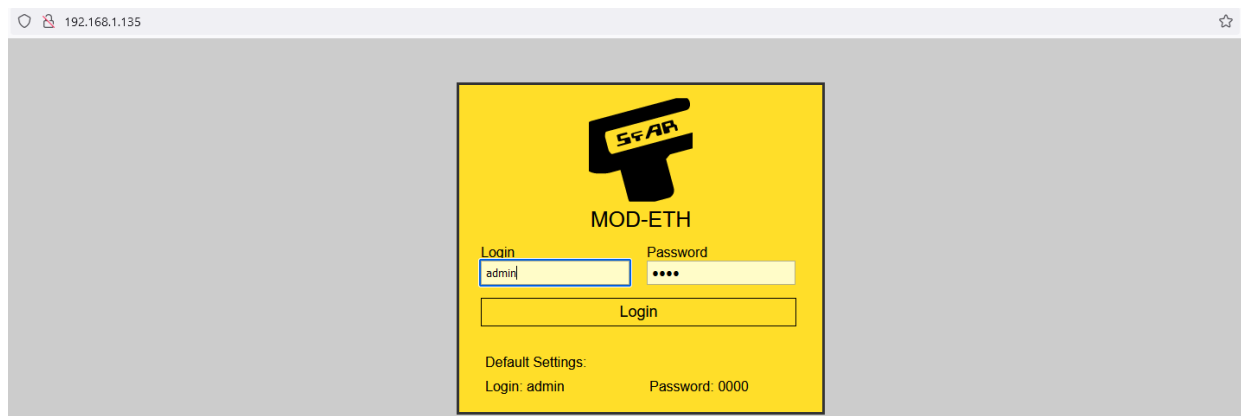 192.168.1.135
STAR
MOD-ETH
Login Password
admin ••••
Login
Default Settings:
Login: admin Password: 0000